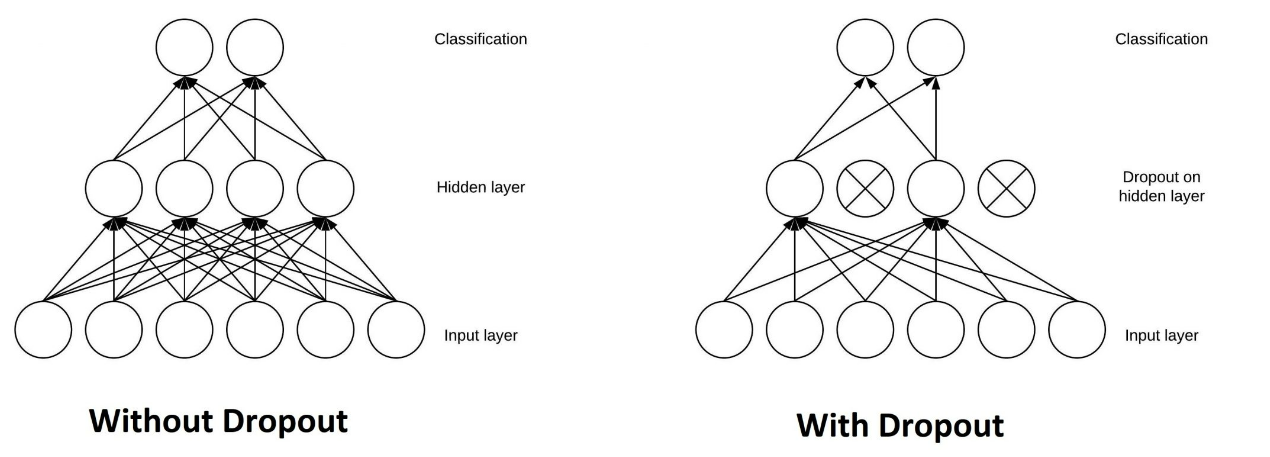 Classification
Hidden layer
Input layer
Without Dropout
Classification
Dropout on
hidden layer
Input layer
With Dropout